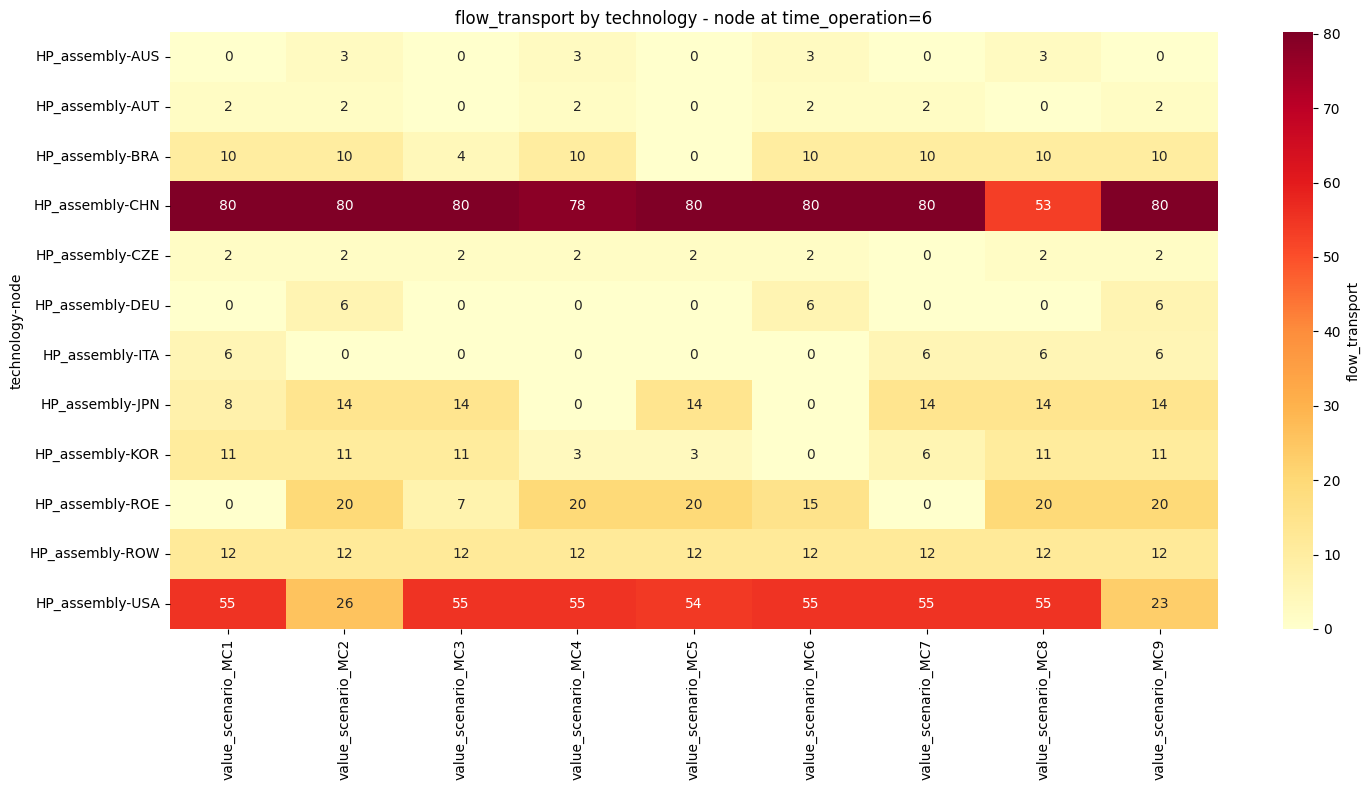 flow_transport by technology - node at time_operation=6
technology-node
HP_assembly-AUS 0 3 0 3 0 3 0 3 0
HP_assembly-AUT 2 2 0 2 0 2 2 0 2
HP_assembly-BRA 10 10 4 10 0 10 10 10 10
HP_assembly-CHN 80 80 80 78 80 80 80 53 80
HP_assembly-CZE 2 2 2 2 2 2 0 2 2
HP_assembly-DEU 0 6 0 0 0 6 0 0 6
HP_assembly-ITA 6 0 0 0 0 0 6 6 6
HP_assembly-JPN 8 14 14 0 14 0 14 14 14
HP_assembly-KOR 11 11 11 3 3 0 6 11 11
HP_assembly-ROE 0 20 7 20 20 15 0 20 20
HP_assembly-ROW 12 12 12 12 12 12 12 12 12
HP_assembly-USA 55 26 55 55 54 55 55 55 23
value_scenario_MC1
value_scenario_MC2
value_scenario_MC3
value_scenario_MC4
value_scenario_MC5
value_scenario_MC6
value_scenario_MC7
value_scenario_MC8
value_scenario_MC9
80
70
60
50
40
30
20
10
0
flow_transport